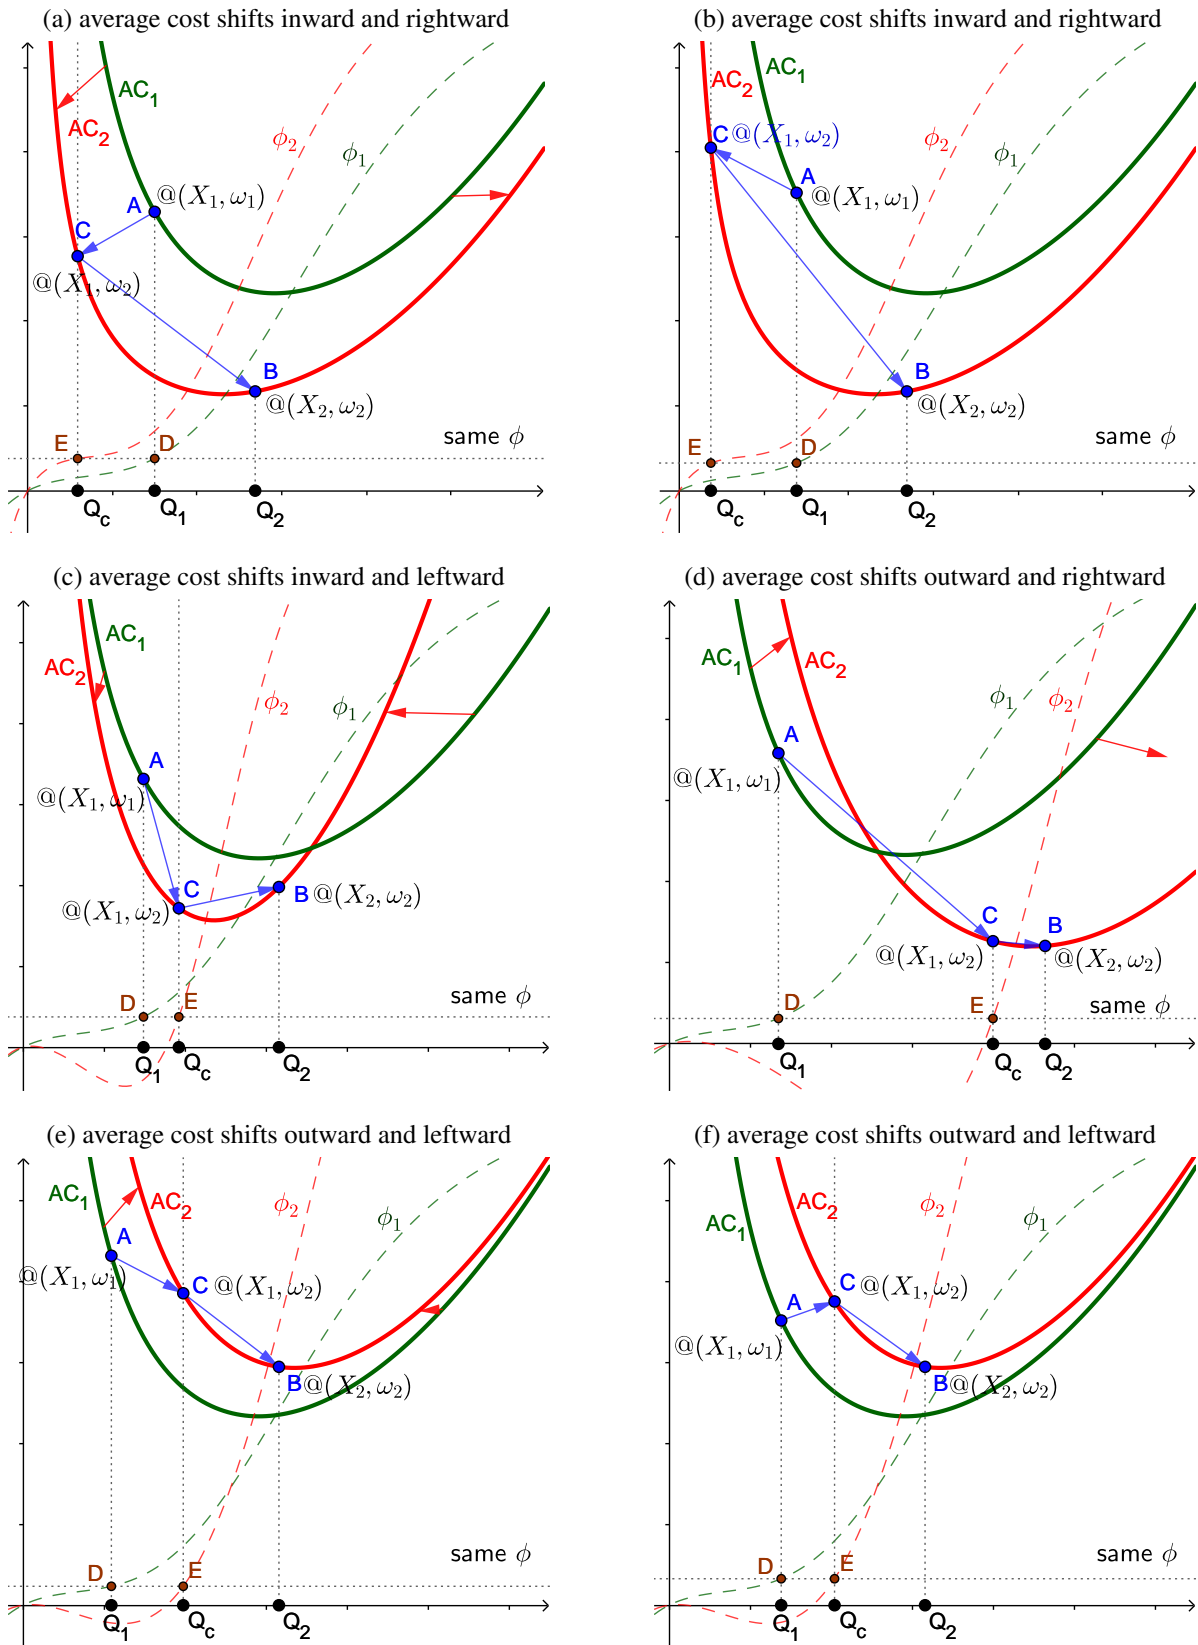 (a) average cost shifts inward and rightward
AC₁
AC₂
ϕ₂
ϕ₁
A @(X₁, ω₁)
C
@(X₁, ω₂)
B
@(X₂, ω₂)
same ϕ
E D
Q_c Q₁ Q₂
(b) average cost shifts inward and rightward
AC₁
AC₂
C @(X₁, ω₂)
ϕ₂
ϕ₁
A
@(X₁, ω₁)
B
@(X₂, ω₂)
same ϕ
E D
Q_c Q₁ Q₂
(c) average cost shifts inward and leftward
AC₁
AC₂
ϕ₂
ϕ₁
A
@(X₁, ω₁)
C
@(X₁, ω₂)
B @(X₂, ω₂)
same ϕ
D E
Q₁ Q_c Q₂
(d) average cost shifts outward and rightward
AC₁ AC₂
ϕ₁ ϕ₂
A
@(X₁, ω₁)
C B
@(X₁, ω₂) @(X₂, ω₂)
same ϕ
D E
Q₁ Q_c Q₂
(e) average cost shifts outward and leftward
AC₁ AC₂
ϕ₂ ϕ₁
A
@(X₁, ω₁)
C @(X₁, ω₂)
B @(X₂, ω₂)
same ϕ
D E
Q₁ Q_c Q₂
(f) average cost shifts outward and leftward
AC₁ AC₂
ϕ₂ ϕ₁
C @(X₁, ω₂)
A
@(X₁, ω₁)
B @(X₂, ω₂)
same ϕ
D E
Q₁ Q_c Q₂